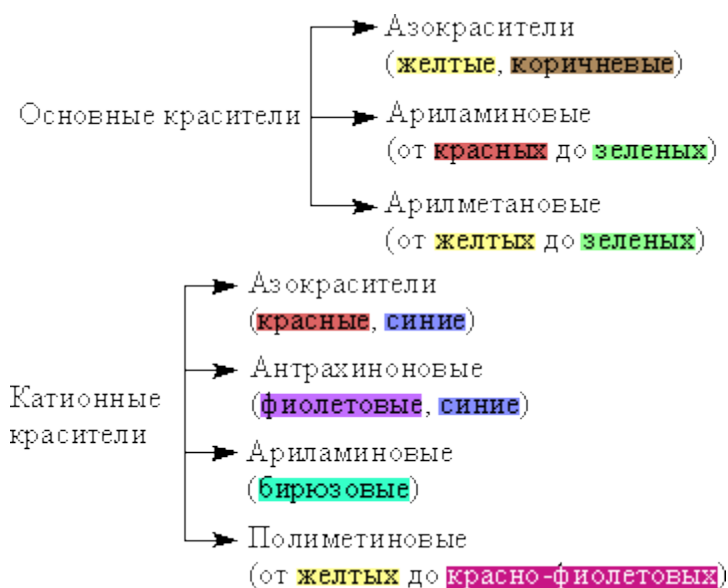 Азокрасители
(желтые, коричневые)
Основные красители
Ариламиновые
(от красных до зеленых)
Арилметановые
(от желтых до зеленых)
Азокрасители
(красные, синие)
Антрахиноновые
(фиолетовые, синие)
Катионные
красители
Ариламиновые
(бирюзовые)
Полиметиновые
(от желтых до красно-фиолетовых)